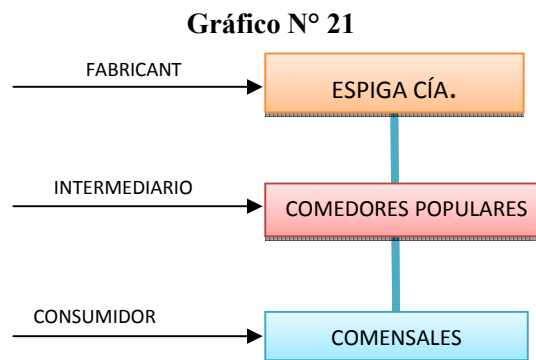 Gráfico N° 21
FABRICANT
ESPIGA CÍA.
INTERMEDIARIO
COMEDORES POPULARES
CONSUMIDOR
COMENSALES